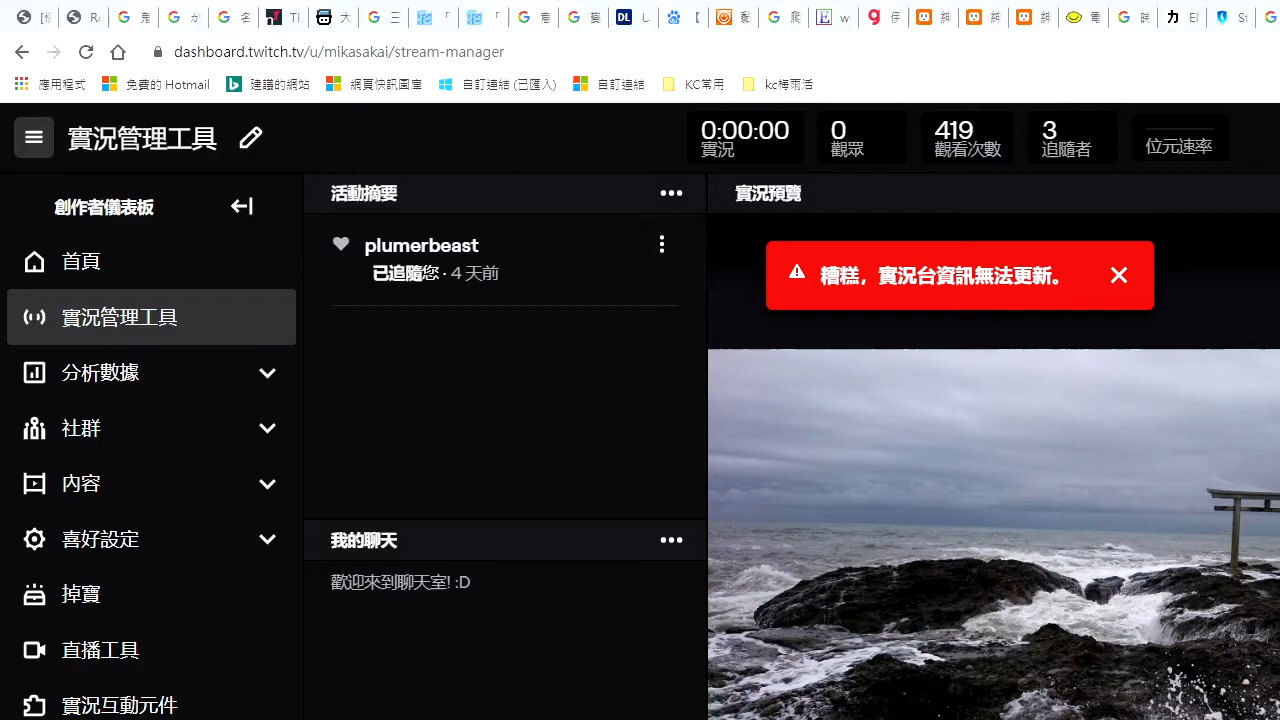 dashboard.twitch.tv/u/mikasakai/stream-manager
應用程式 免費的 Hotmail 建議的網站 網頁快訊圖庫 自訂連結 (已匯入) 自訂連結 KC常用 kc梅雨活
實況管理工具
0:00:00
實況
0
觀眾
419
觀看次數
3
追隨者
位元速率
創作者儀表板
首頁
實況管理工具
分析數據
社群
內容
喜好設定
掉寶
直播工具
實況互動元件
活動摘要
plumerbeast
已追隨您 · 4 天前
我的聊天
歡迎來到聊天室! :D
實況預覽
糟糕，實況台資訊無法更新。